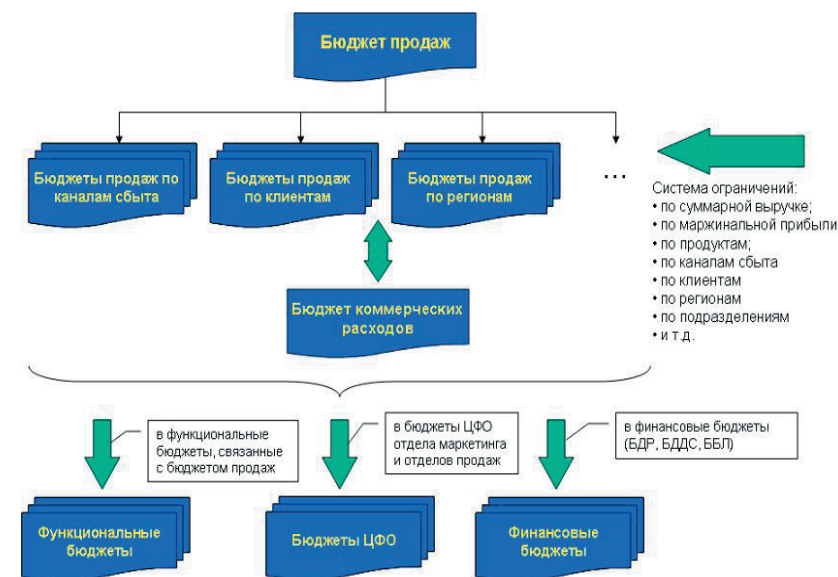 Бюджет продаж
Бюджеты продаж по
каналам сбыта
Бюджеты продаж
по клиентам
Бюджеты продаж
по регионам
...
Система ограничений:
• по суммарной выручке;
• по маржинальной прибыли
• по продуктам;
• по каналам сбыта
• по клиентам
• по регионам
• по подразделениям
• и т.д.
Бюджет коммерческих
расходов
в функциональные
бюджеты, связанные
с бюджетом продаж
в бюджеты ЦФО
отдела маркетинга
и отделов продаж
в финансовые бюджеты
(БДР, БДДС, ББЛ)
Функциональные
бюджеты
Бюджеты ЦФО
Финансовые
бюджеты